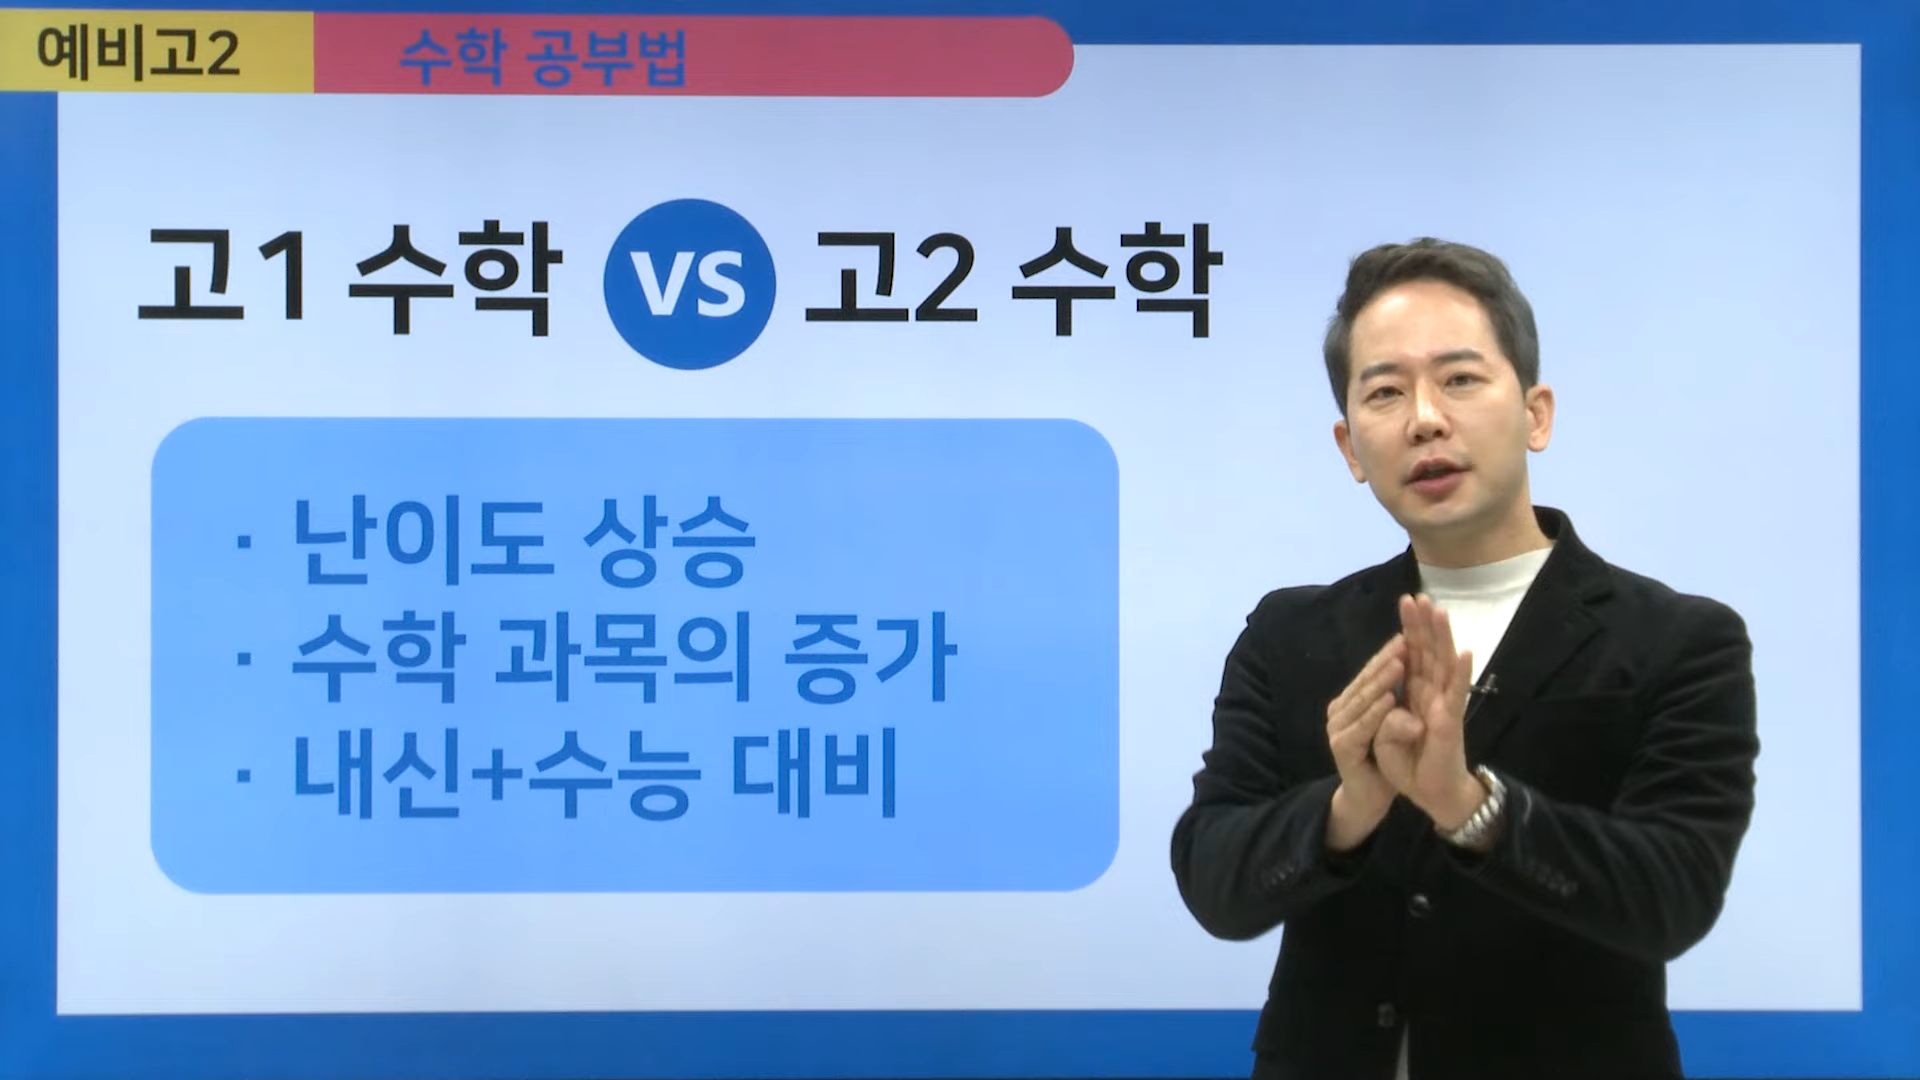 예비고2 수학 공부법
고1 수학 VS 고2 수학
· 난이도 상승
· 수학 과목의 증가
· 내신+수능 대비